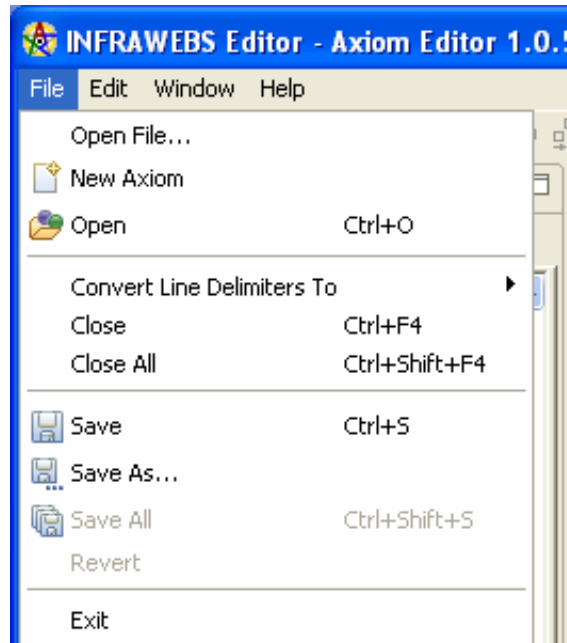 INFRAWEBS Editor - Axiom Editor 1.0.5
File Edit Window Help
Open File...
New Axiom
Open Ctrl+O
Convert Line Delimiters To
Close Ctrl+F4
Close All Ctrl+Shift+F4
Save Ctrl+S
Save As...
Save All Ctrl+Shift+S
Revert
Exit